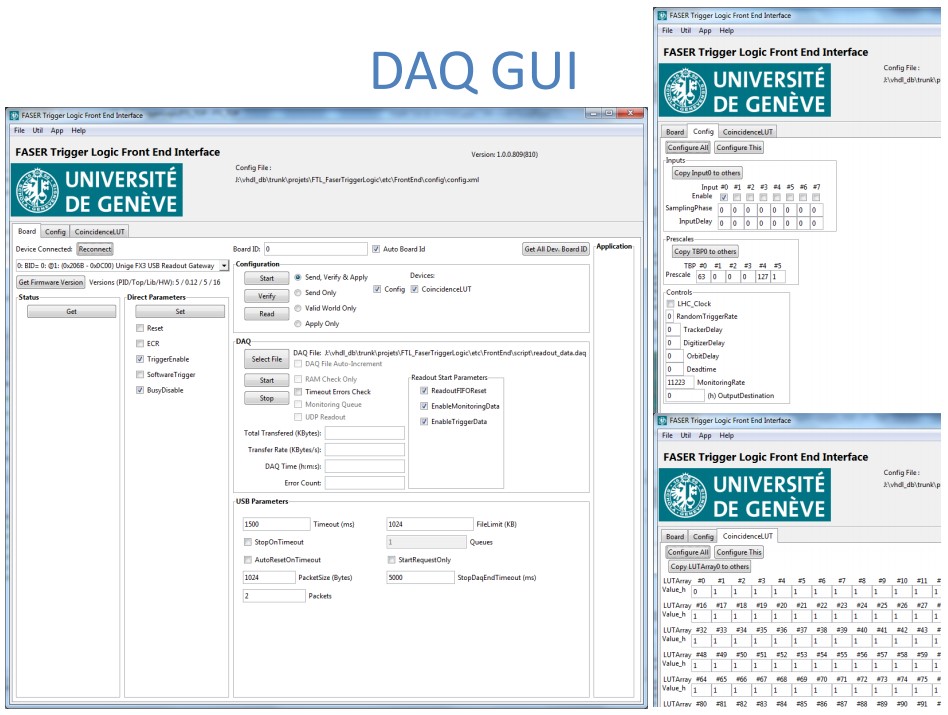 DAQ GUI
FASER Trigger Logic Front End Interface
File Util App Help
FASER Trigger Logic Front End Interface
Version: 1.0.0.809(810)
UNIVERSITÉ
DE GENÈVE
Config File :
J:\vhdl_db\trunk\projets\FTL_FaserTriggerLogic\etc\FrontEnd\config\config.xml
Board Config CoincidenceLUT
Device Connected: Reconnect
Board ID: 0 Auto Board Id Get All Dev. Board ID
0: BID= 0: @1: (0x206B - 0x0C00) Unige FX3 USB Readout Gateway
Get Firmware Version Versions (PID/Top/Lib/HW): 5 / 0.12 / 5 / 16
Status
Get
Direct Parameters
Set
Reset
ECR
TriggerEnable
SoftwareTrigger
BusyDisable
Configuration
Start Send, Verify & Apply Devices:
Verify Send Only Config CoincidenceLUT
Read Valid World Only
Apply Only
DAQ
Select File DAQ File: J:\vhdl_db\trunk\projets\FTL_FaserTriggerLogic\etc\FrontEnd\script\readout_data.daq
DAQ File Auto-Increment
Start RAM Check Only
Stop Timeout Errors Check
Monitoring Queue
UDP Readout
Readout Start Parameters
ReadoutFIFOReset
EnableMonitoringData
EnableTriggerData
Total Transfered (KBytes):
Transfer Rate (KBytes/s):
DAQ Time (h:m:s):
Error Count:
USB Parameters
1500 Timeout (ms) 1024 FileLimit (KB)
StopOnTimeout 1 Queues
AutoResetOnTimeout StartRequestOnly
1024 PacketSize (Bytes) 5000 StopDaqEndTimeout (ms)
2 Packets
Application
FASER Trigger Logic Front End Interface
File Util App Help
FASER Trigger Logic Front End Interface
UNIVERSITÉ
DE GENÈVE
Config File :
J:\vhdl_db\trunk\p
Board Config CoincidenceLUT
Configure All Configure This
Inputs
Copy Input0 to others
Input #0 #1 #2 #3 #4 #5 #6 #7
Enable
SamplingPhase 0 0 0 0 0 0 0 0
InputDelay 0 0 0 0 0 0 0 0
Prescales
Copy TBP0 to others
TBP #0 #1 #2 #3 #4 #5
Prescale 63 0 0 0 127 1
Controls
LHC_Clock
0 RandomTriggerRate
0 TrackerDelay
0 DigitizerDelay
0 OrbitDelay
0 Deadtime
11223 MonitoringRate
0 (h) OutputDestination
FASER Trigger Logic Front End Interface
File Util App Help
FASER Trigger Logic Front End Interface
UNIVERSITÉ
DE GENÈVE
Config File :
J:\vhdl_db\trunk\p
Board Config CoincidenceLUT
Configure All Configure This
Copy LUTArray0 to others
LUTArray #0 #1 #2 #3 #4 #5 #6 #7 #8 #9 #10 #11 #
Value_h 0 1 1 1 1 1 1 1 1 1 1 1 1
LUTArray #16 #17 #18 #19 #20 #21 #22 #23 #24 #25 #26 #27 #
Value_h 1 1 1 1 1 1 1 1 1 1 1 1 1
LUTArray #32 #33 #34 #35 #36 #37 #38 #39 #40 #41 #42 #43 #
Value_h 1 1 1 1 1 1 1 1 1 1 1 1 1
LUTArray #48 #49 #50 #51 #52 #53 #54 #55 #56 #57 #58 #59 #
Value_h 1 1 1 1 1 1 1 1 1 1 1 1 1
LUTArray #64 #65 #66 #67 #68 #69 #70 #71 #72 #73 #74 #75 #
Value_h 1 1 1 1 1 1 1 1 1 1 1 1 1
LUTArray #80 #81 #82 #83 #84 #85 #86 #87 #88 #89 #90 #91 #